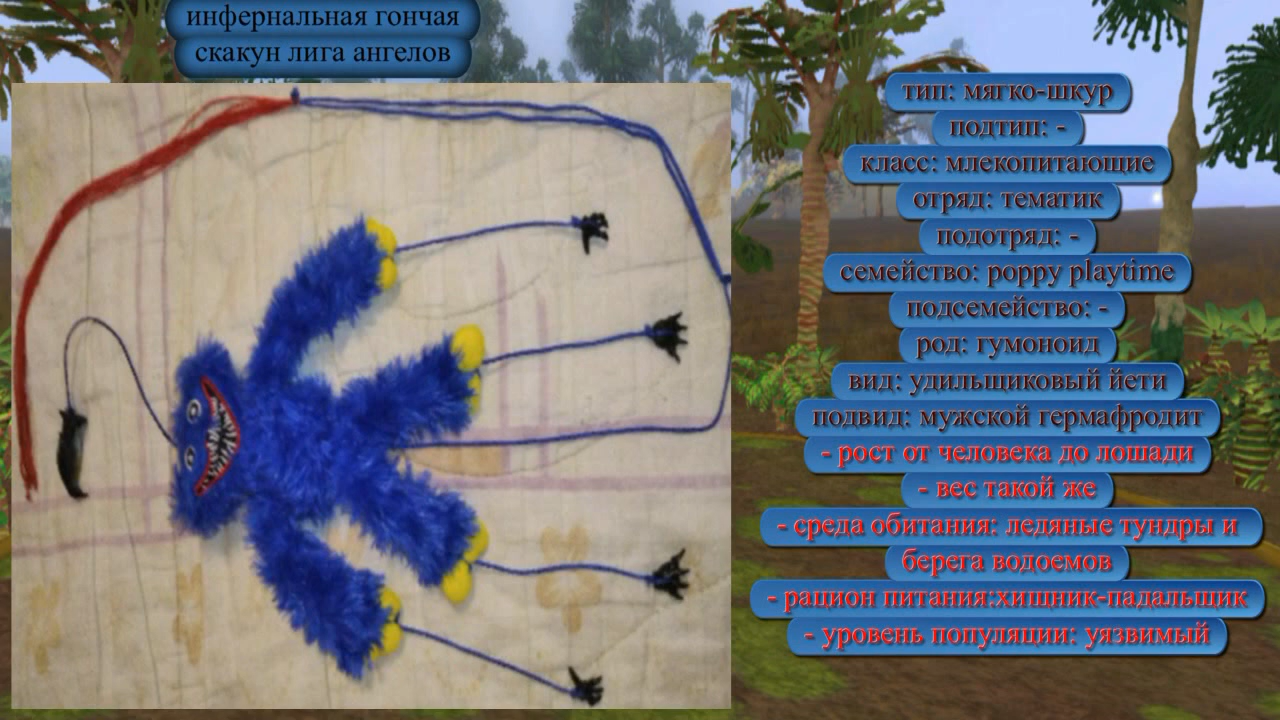 инфернальная гончая
скакун лига ангелов
тип: мягко-шкур
подтип: -
класс: млекопитающие
отряд: тематик
подотряд: -
семейство: poppy playtime
подсемейство: -
род: гумоноид
вид: удильщиковый йети
подвид: мужской гермафродит
- рост от человека до лошади
- вес такой же
- среда обитания: ледяные тундры и
берега водоемов
- рацион питания:хищник-падальщик
- уровень популяции: уязвимый